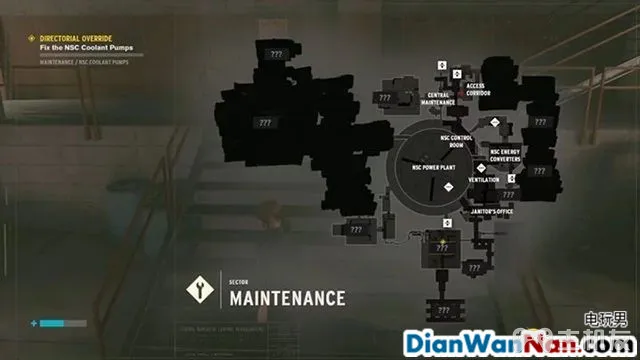 DIRECTORIAL OVERRIDE
Fix the NSC Coolant Pumps
MAINTENANCE / NSC COOLANT PUMPS
???
???
???
CENTRAL
MAINTENANCE
ACCESS
CORRIDOR
???
NSC CONTROL
ROOM
NSC POWER PLANT
NSC ENERGY
CONVERTERS
???
VENTILATION
???
JANITOR'S OFFICE
???
???
???
???
SECTOR
MAINTENANCE
电玩男
DianWanNan.com